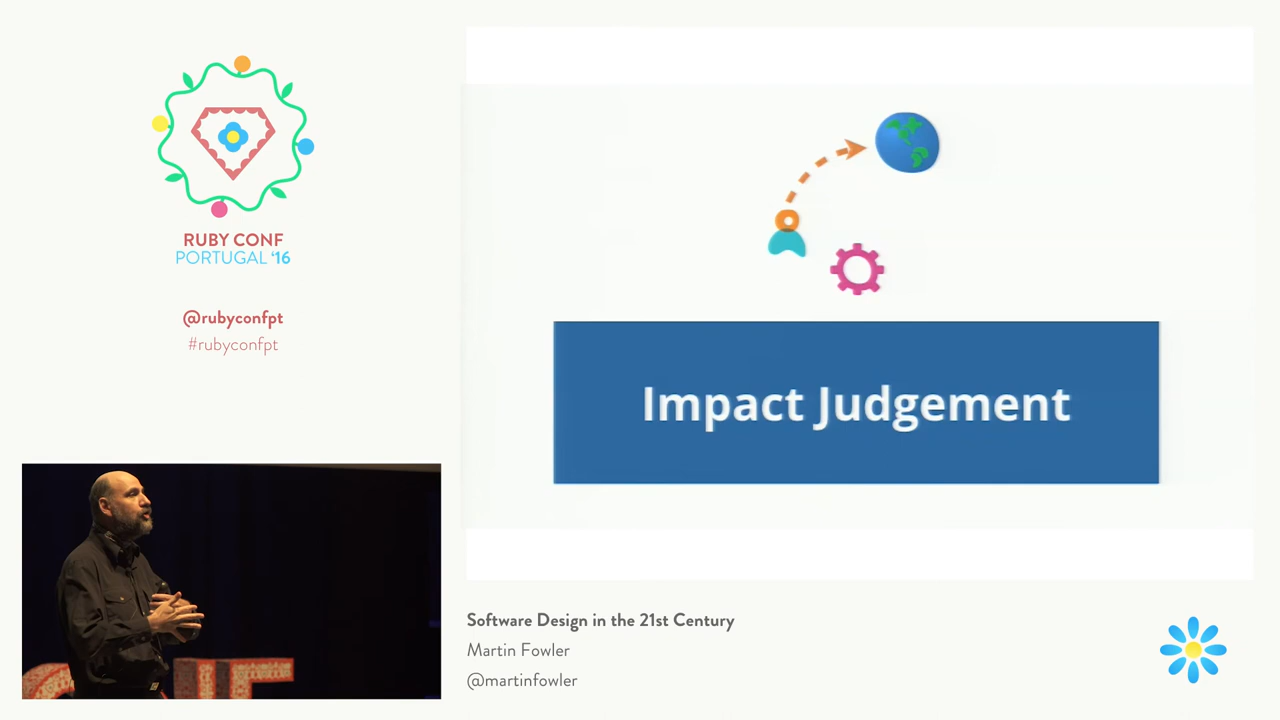 RUBY CONF
PORTUGAL ‘16
@rubyconfpt
#rubyconfpt
Impact Judgement
Software Design in the 21st Century
Martin Fowler
@martinfowler